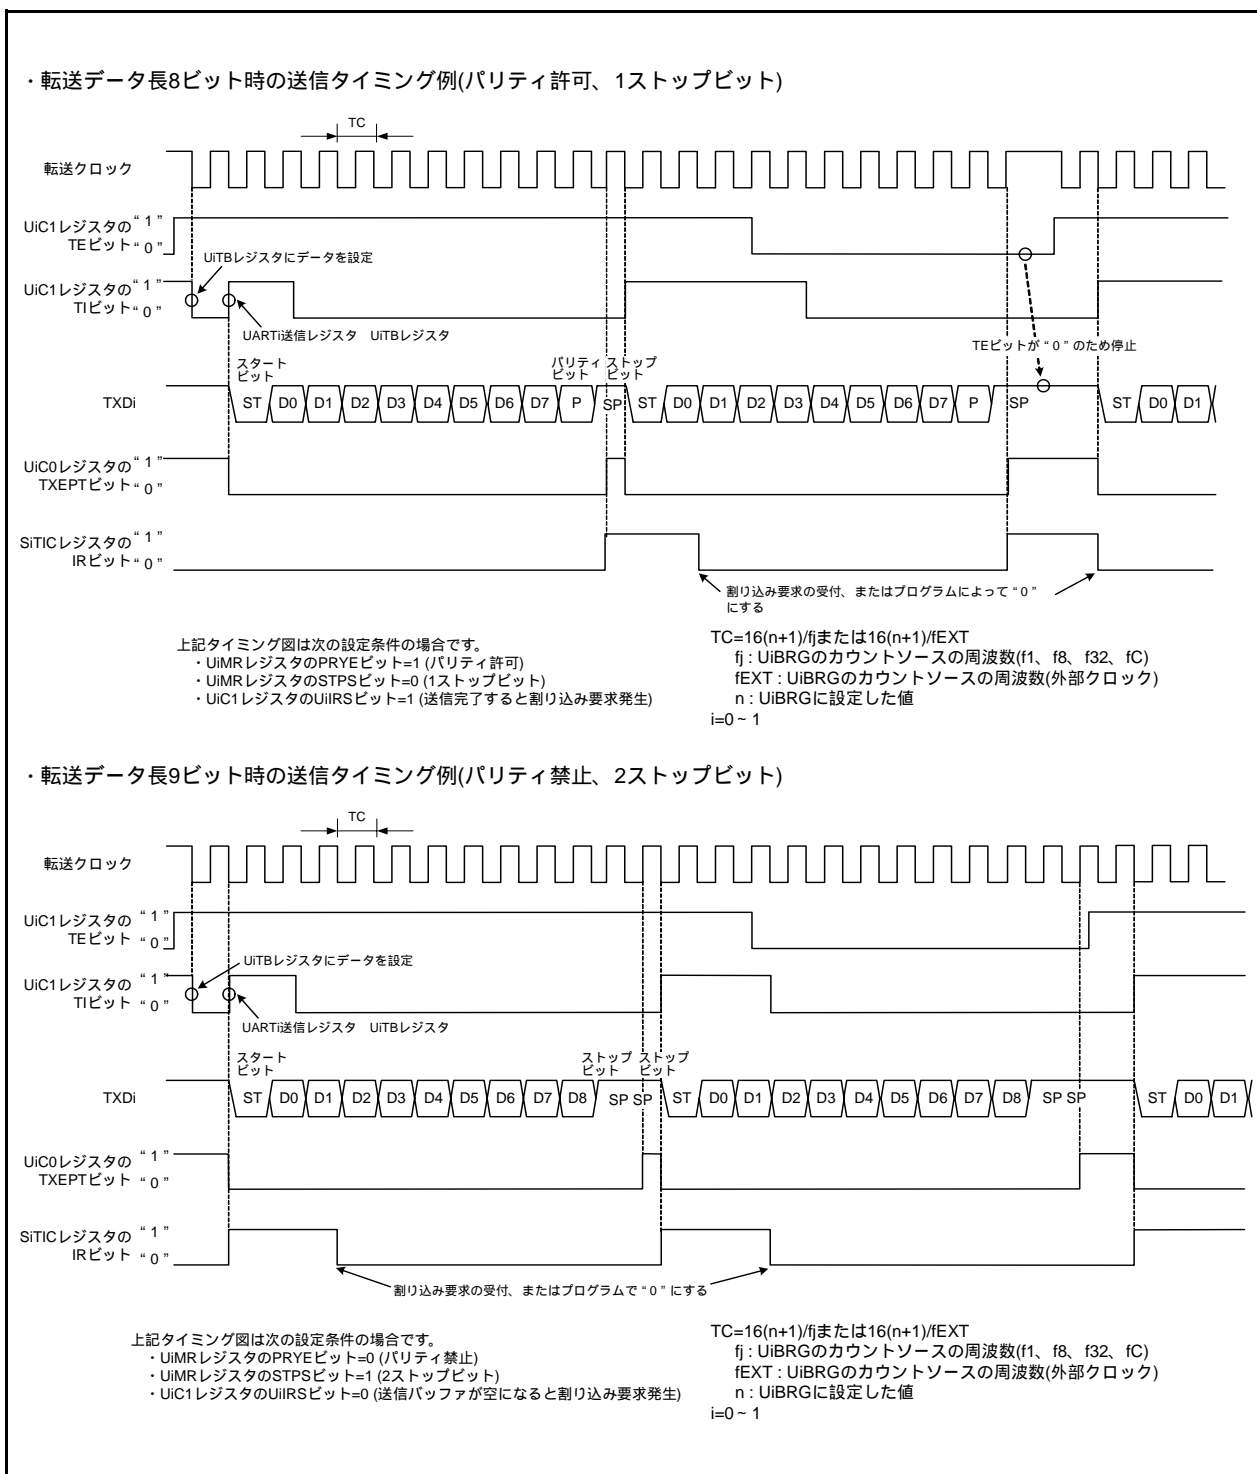 ・転送データ長8ビット時の送信タイミング例(パリティ許可、1ストップビット)
TC
転送クロック
UiC1レジスタの“ 1 ”
TEビット“ 0 ”
UiTBレジスタにデータを設定
UiC1レジスタの“ 1 ”
TIビット“ 0 ”
UARTi送信レジスタ UiTBレジスタ
TEビットが“ 0 ”のため停止
スタート
ビット
パリティ
ビット
ストップ
ビット
TXDi
ST D0 D1 D2 D3 D4 D5 D6 D7 P SP ST D0 D1 D2 D3 D4 D5 D6 D7 P SP ST D0 D1
UiC0レジスタの“ 1 ”
TXEPTビット“ 0 ”
SiTICレジスタの“ 1 ”
IRビット“ 0 ”
割り込み要求の受付、またはプログラムによって“ 0 ”
にする
上記タイミング図は次の設定条件の場合です。
・UiMRレジスタのPRYEビット=1 (パリティ許可)
・UiMRレジスタのSTPSビット=0 (1ストップビット)
・UiC1レジスタのUiIRSビット=1 (送信完了すると割り込み要求発生)
TC=16(n+1)/fjまたは16(n+1)/fEXT
fj : UiBRGのカウントソースの周波数(f1、f8、f32、fC)
fEXT : UiBRGのカウントソースの周波数(外部クロック)
n : UiBRGに設定した値
i=0 ~ 1
・転送データ長9ビット時の送信タイミング例(パリティ禁止、2ストップビット)
TC
転送クロック
UiC1レジスタの “ 1 ”
TEビット “ 0 ”
UiTBレジスタにデータを設定
UiC1レジスタの “ 1 ”
TIビット “ 0 ”
UARTi送信レジスタ UiTBレジスタ
スタート
ビット
ストップ
ビット
ストップ
ビット
TXDi
ST D0 D1 D2 D3 D4 D5 D6 D7 D8 SP SP ST D0 D1 D2 D3 D4 D5 D6 D7 D8 SP SP ST D0 D1
UiC0レジスタの “ 1 ”
TXEPTビット “ 0 ”
SiTICレジスタの “ 1 ”
IRビット “ 0 ”
割り込み要求の受付、またはプログラムで“ 0 ”にする
上記タイミング図は次の設定条件の場合です。
・UiMRレジスタのPRYEビット=0 (パリティ禁止)
・UiMRレジスタのSTPSビット=1 (2ストップビット)
・UiC1レジスタのUiIRSビット=0 (送信バッファが空になると割り込み要求発生)
TC=16(n+1)/fjまたは16(n+1)/fEXT
fj : UiBRGのカウントソースの周波数(f1、f8、f32、fC)
fEXT : UiBRGのカウントソースの周波数(外部クロック)
n : UiBRGに設定した値
i=0 ~ 1